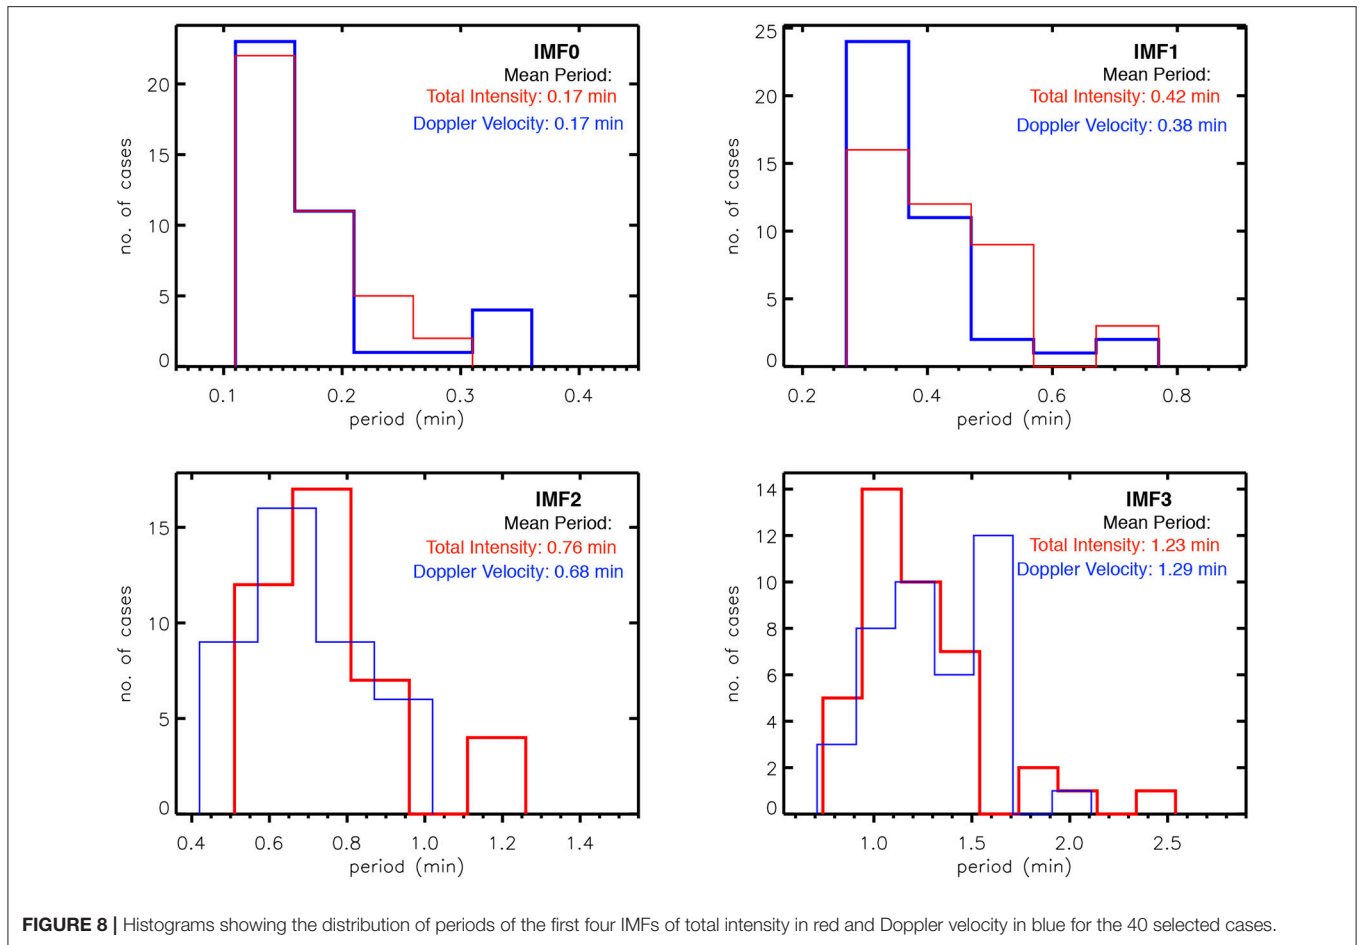 IMF0
Mean Period:
Total Intensity: 0.17 min
Doppler Velocity: 0.17 min
no. of cases
20
15
10
5
0
0.1 0.2 0.3 0.4
period (min)
IMF1
Mean Period:
Total Intensity: 0.42 min
Doppler Velocity: 0.38 min
no. of cases
25
20
15
10
5
0
0.2 0.4 0.6 0.8
period (min)
IMF2
Mean Period:
Total Intensity: 0.76 min
Doppler Velocity: 0.68 min
no. of cases
15
10
5
0
0.4 0.6 0.8 1.0 1.2 1.4
period (min)
IMF3
Mean Period:
Total Intensity: 1.23 min
Doppler Velocity: 1.29 min
no. of cases
14
12
10
8
6
4
2
0
1.0 1.5 2.0 2.5
period (min)
FIGURE 8 | Histograms showing the distribution of periods of the first four IMFs of total intensity in red and Doppler velocity in blue for the 40 selected cases.